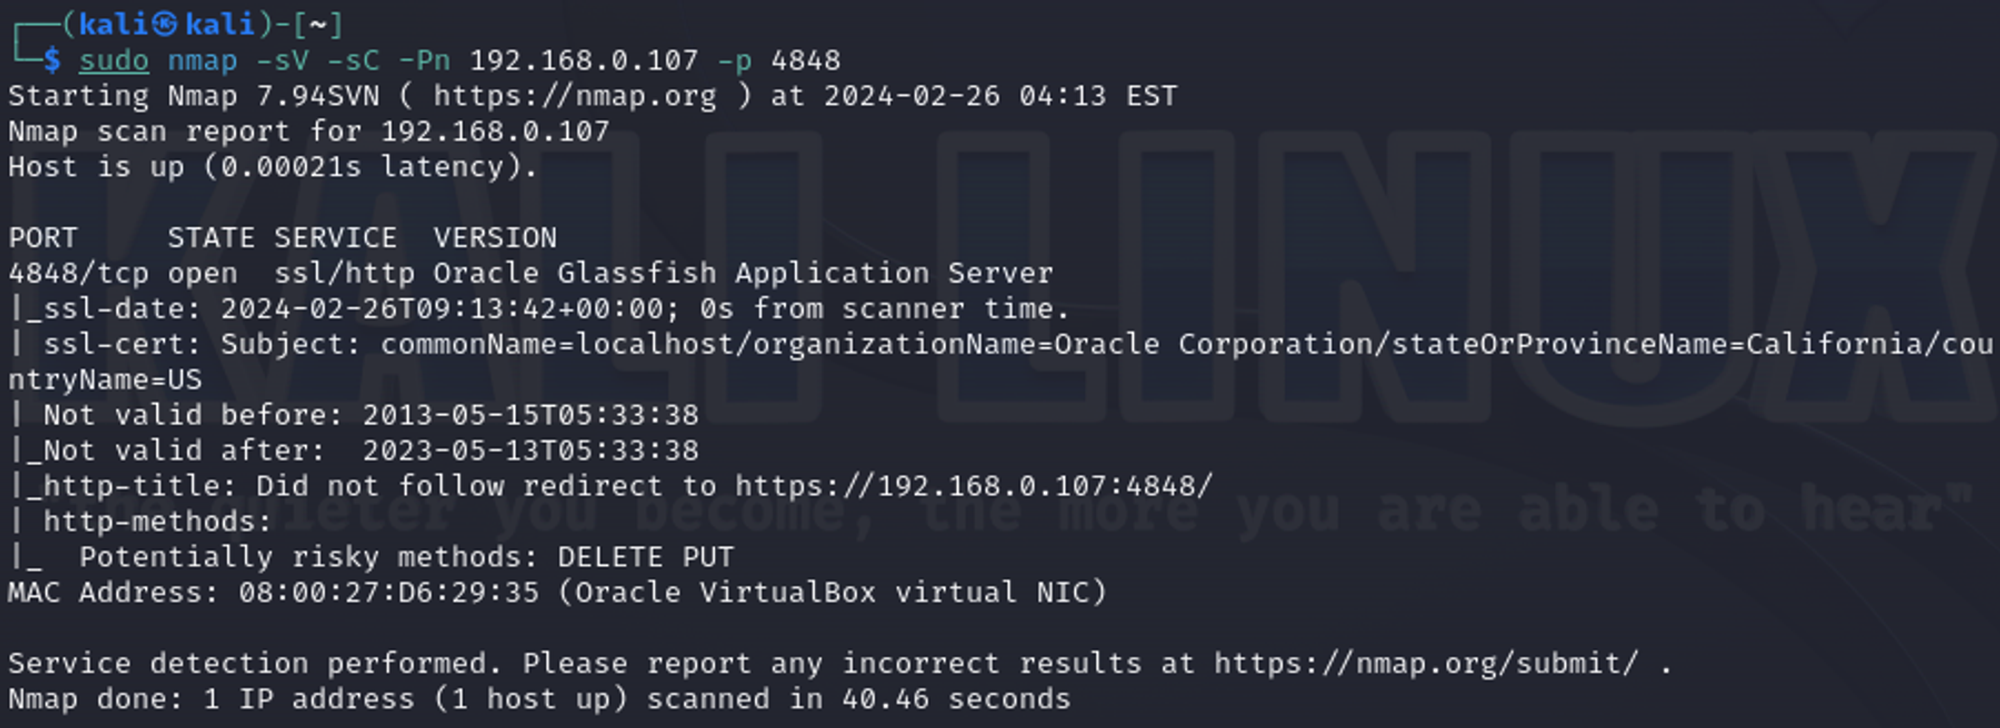 ┌──(kali㉿kali)-[~]
└─$ sudo nmap -sV -sC -Pn 192.168.0.107 -p 4848
Starting Nmap 7.94SVN ( https://nmap.org ) at 2024-02-26 04:13 EST
Nmap scan report for 192.168.0.107
Host is up (0.00021s latency).
PORT     STATE SERVICE  VERSION
4848/tcp open  ssl/http Oracle Glassfish Application Server
|_ssl-date: 2024-02-26T09:13:42+00:00; 0s from scanner time.
| ssl-cert: Subject: commonName=localhost/organizationName=Oracle Corporation/stateOrProvinceName=California/cou
ntryName=US
| Not valid before: 2013-05-15T05:33:38
|_Not valid after:  2023-05-13T05:33:38
|_http-title: Did not follow redirect to https://192.168.0.107:4848/
| http-methods:
|_  Potentially risky methods: DELETE PUT
MAC Address: 08:00:27:D6:29:35 (Oracle VirtualBox virtual NIC)
Service detection performed. Please report any incorrect results at https://nmap.org/submit/ .
Nmap done: 1 IP address (1 host up) scanned in 40.46 seconds
KALI LINUX
quieter you become, the more you are able to hear"